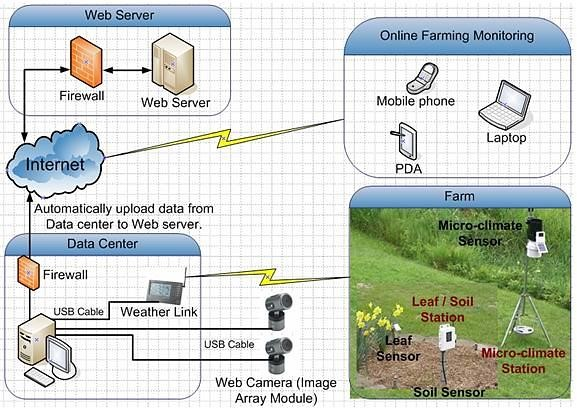 Web Server
Firewall
Web Server
Online Farming Monitoring
Mobile phone
Laptop
PDA
Internet
Automatically upload data from
Data center to Web server.
Data Center
Firewall
USB Cable
Weather Link
USB Cable
Web Camera (Image
Array Module)
Farm
Micro-climate
Sensor
Leaf / Soil
Station
Leaf
Sensor
Micro-climate
Station
Soil Sensor